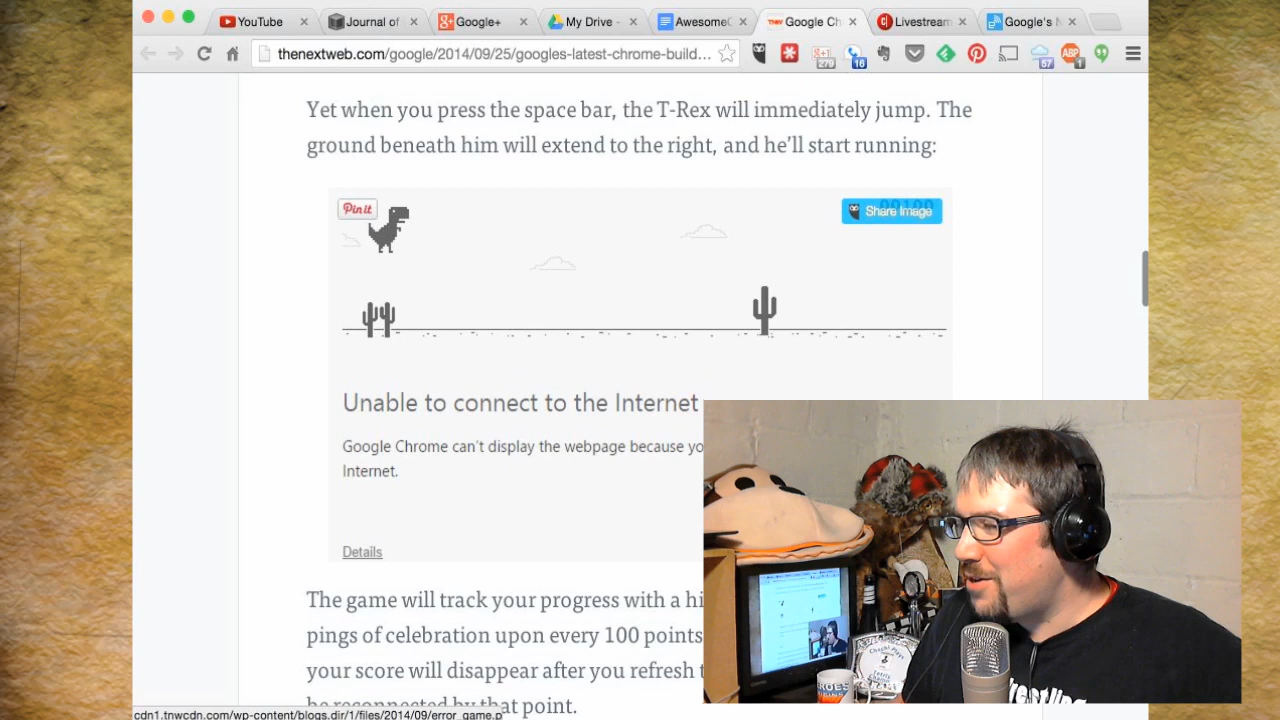 YouTube
Journal of
Google+
My Drive -
Awesome
Google Ch
Livestream
Google's
thenextweb.com/google/2014/09/25/googles-latest-chrome-build...
279
16
57
ABP
1
Yet when you press the space bar, the T-Rex will immediately jump. The
ground beneath him will extend to the right, and he'll start running:
Pin it
Share Image
Unable to connect to the Internet
Google Chrome can't display the webpage because yo
Internet.
Details
The game will track your progress with a hi
pings of celebration upon every 100 points
your score will disappear after you refresh t
be reconnected by that point.
cdn1.tnwcdn.com/wp-content/blogs.dir/1/files/2014/09/error_game.p